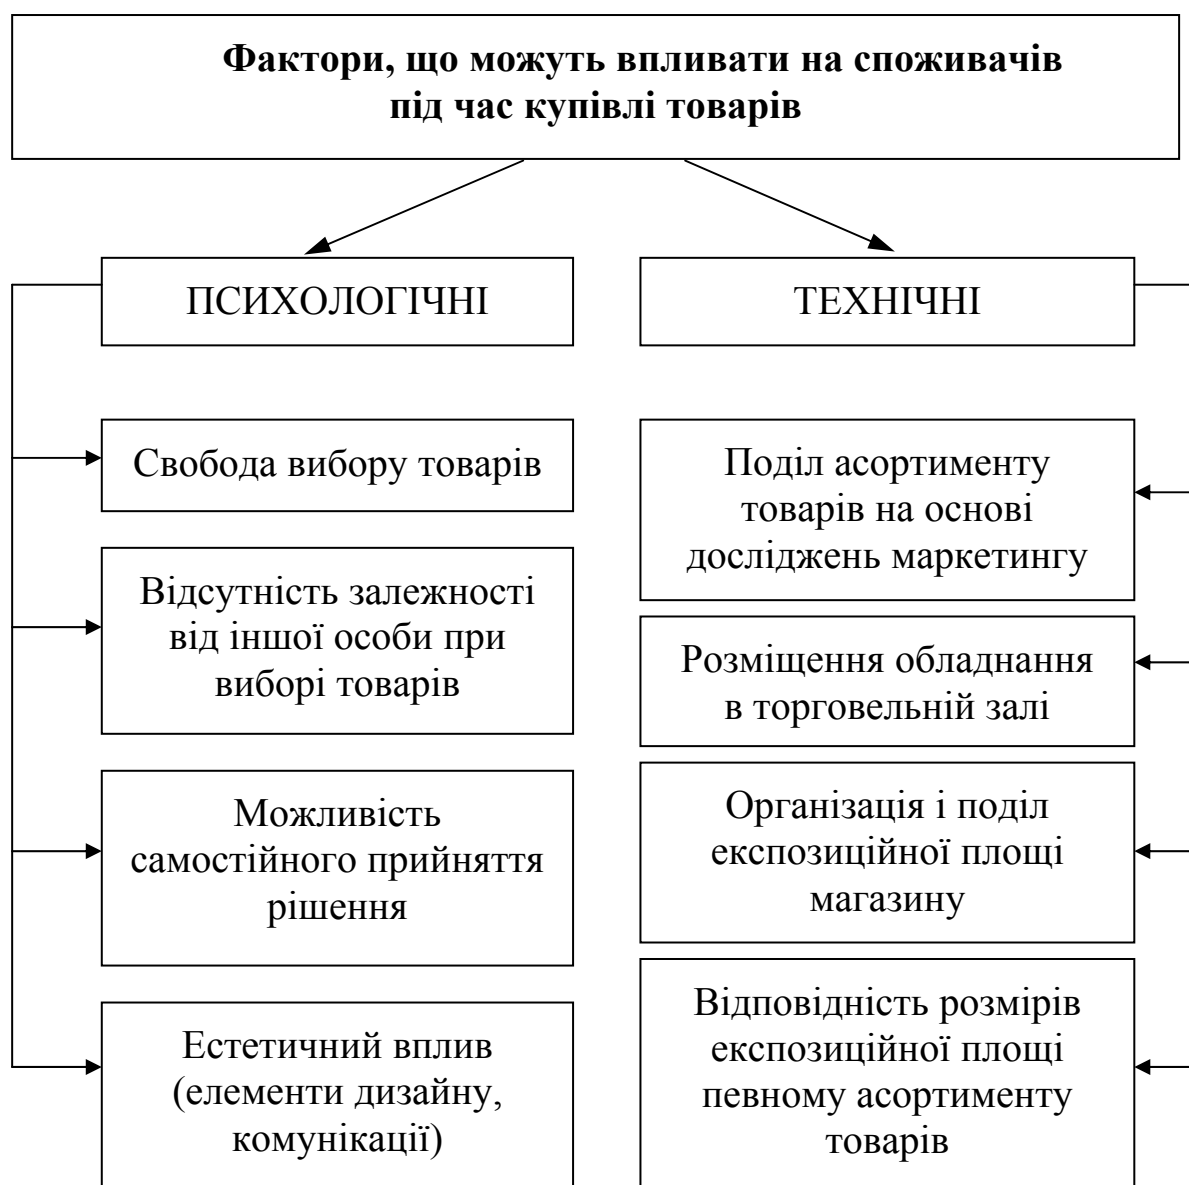 Фактори, що можуть впливати на споживачів
під час купівлі товарів
ПСИХОЛОГІЧНІ
ТЕХНІЧНІ
Свобода вибору товарів
Відсутність залежності
від іншої особи при
виборі товарів
Можливість
самостійного прийняття
рішення
Естетичний вплив
(елементи дизайну,
комунікації)
Поділ асортименту
товарів на основі
досліджень маркетингу
Розміщення обладнання
в торговельній залі
Організація і поділ
експозиційної площі
магазину
Відповідність розмірів
експозиційної площі
певному асортименту
товарів